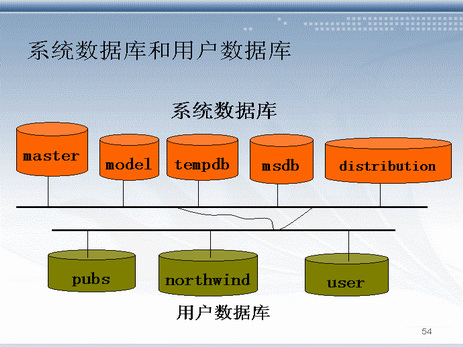 系统数据库和用户数据库
系统数据库
master model tempdb msdb distribution
pubs northwind user
用户数据库
54